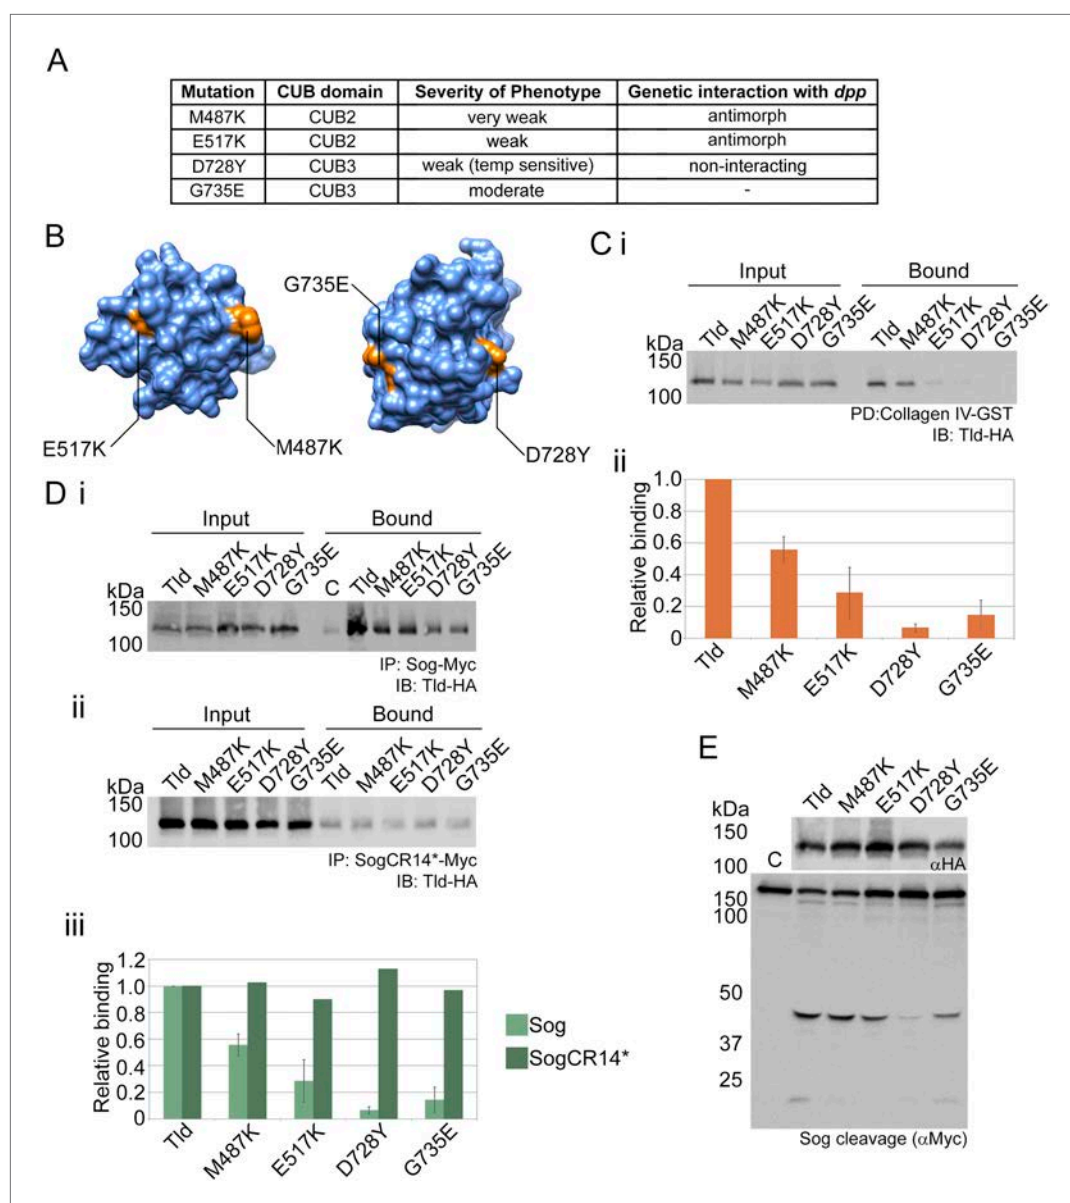 A
Mutation CUB domain Severity of Phenotype Genetic interaction with dpp
M487K CUB2 very weak antimorph
E517K CUB2 weak antimorph
D728Y CUB3 weak (temp sensitive) non-interacting
G735E CUB3 moderate -
B
G735E
E517K
M487K
D728Y
C i
Input Bound
Tld M487K E517K D728Y G735E Tld M487K E517K D728Y G735E
kDa
150
100
PD:Collagen IV-GST
IB: Tld-HA
ii
Relative binding
1.0
0.8
0.6
0.4
0.2
0
Tld M487K E517K D728Y G735E
D i
Input Bound
Tld M487K E517K D728Y G735E C Tld M487K E517K D728Y G735E
kDa
150
100
IP: Sog-Myc
IB: Tld-HA
ii
Input Bound
Tld M487K E517K D728Y G735E Tld M487K E517K D728Y G735E
kDa
150
100
IP: SogCR14*-Myc
IB: Tld-HA
iii
Relative binding
1.2
1.0
0.8
0.6
0.4
0.2
0
Tld M487K E517K D728Y G735E
Sog
SogCR14*
E
Tld M487K E517K D728Y G735E
kDa
150
100
αHA
C
150
100
50
37
25
Sog cleavage (αMyc)